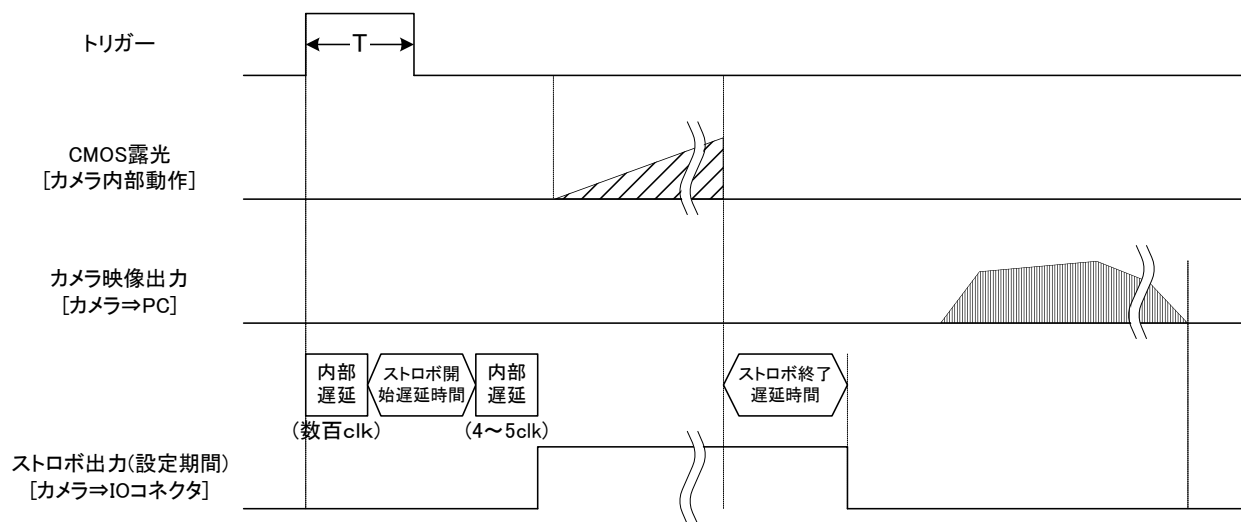 トリガー
T
CMOS露光
[カメラ内部動作]
カメラ映像出力
[カメラ⇒PC]
内部
遅延
(数百clk)
ストロボ開
始遅延時間
内部
遅延
(4～5clk)
ストロボ終了
遅延時間
ストロボ出力(設定期間)
[カメラ⇒IOコネクタ]